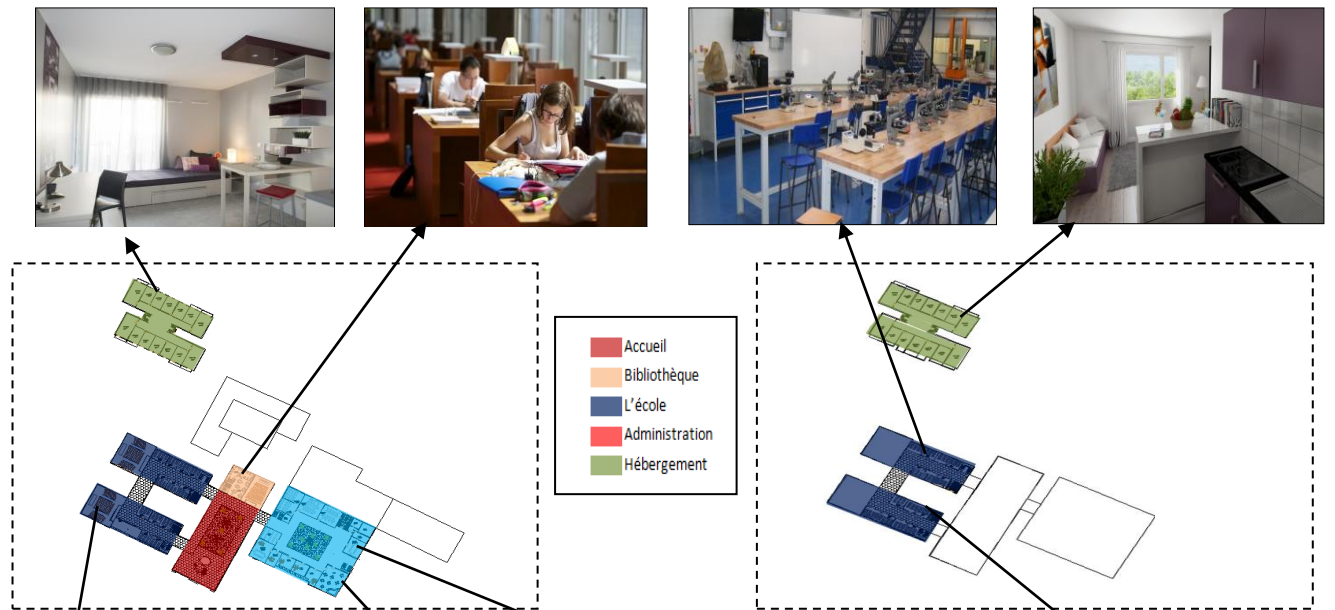 Accueil
Bibliothèque
L'école
Administration
Hébergement